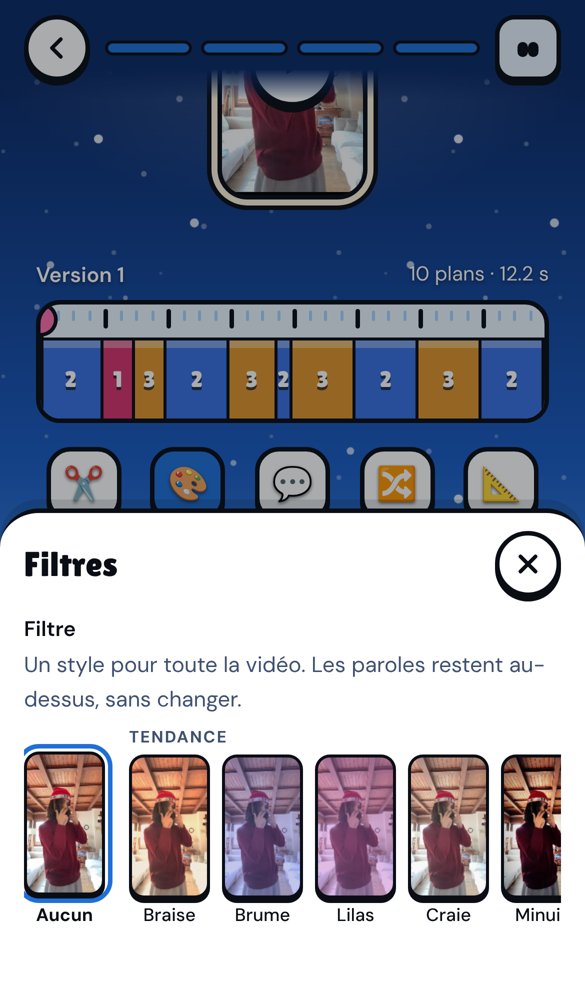 Version 1
10 plans · 12.2 s
2 1 3 2 3 2 3 2 3 2
Filtres
Filtre
Un style pour toute la vidéo. Les paroles restent au-
dessus, sans changer.
TENDANCE
Aucun Braise Brume Lilas Craie Minui